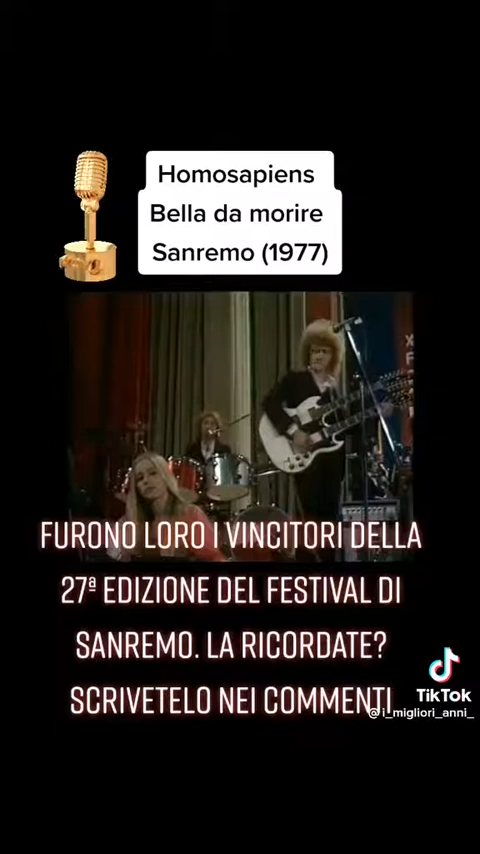 Homosapiens
Bella da morire
Sanremo (1977)
FURONO LORO I VINCITORI DELLA
27ª EDIZIONE DEL FESTIVAL DI
SANREMO. LA RICORDATE?
SCRIVETELO NEI COMMENTI
TikTok
@i_migliori_anni_